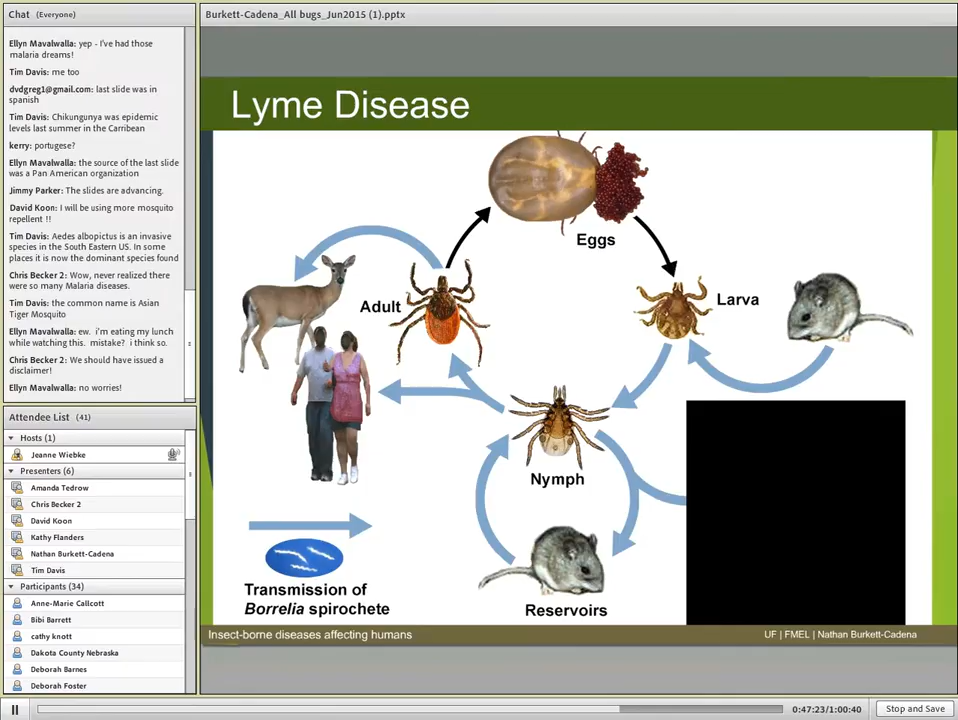 Chat (Everyone)
Ellyn Mavalwalla: yep - I've had those
malaria dreams!
Tim Davis: me too
dvdgreg1@gmail.com: last slide was in
spanish
Tim Davis: Chikungunya was epidemic
levels last summer in the Carribean
kerry: portugese?
Ellyn Mavalwalla: the source of the last slide
was a Pan American organization
Jimmy Parker: The slides are advancing.
David Koon: I will be using more mosquito
repellent !!
Tim Davis: Aedes albopictus is an invasive
species in the South Eastern US. In some
places it is now the dominant species found
Chris Becker 2: Wow, never realized there
were so many Malaria diseases.
Tim Davis: the common name is Asian
Tiger Mosquito
Ellyn Mavalwalla: ew. i'm eating my lunch
while watching this. mistake? i think so.
Chris Becker 2: We should have issued a
disclaimer!
Ellyn Mavalwalla: no worries!
Attendee List (41)
Hosts (1)
Jeanne Wiebke
Presenters (6)
Amanda Tedrow
Chris Becker 2
David Koon
Kathy Flanders
Nathan Burkett-Cadena
Tim Davis
Participants (34)
Anne-Marie Callcott
Bibi Barrett
cathy knott
Dakota County Nebraska
Deborah Barnes
Deborah Foster
Burkett-Cadena_All bugs_Jun2015 (1).pptx
Lyme Disease
Eggs
Adult
Larva
Nymph
Reservoirs
Transmission of
Borrelia spirochete
Insect-borne diseases affecting humans
UF | FMEL | Nathan Burkett-Cadena
0:47:23/1:00:40
Stop and Save